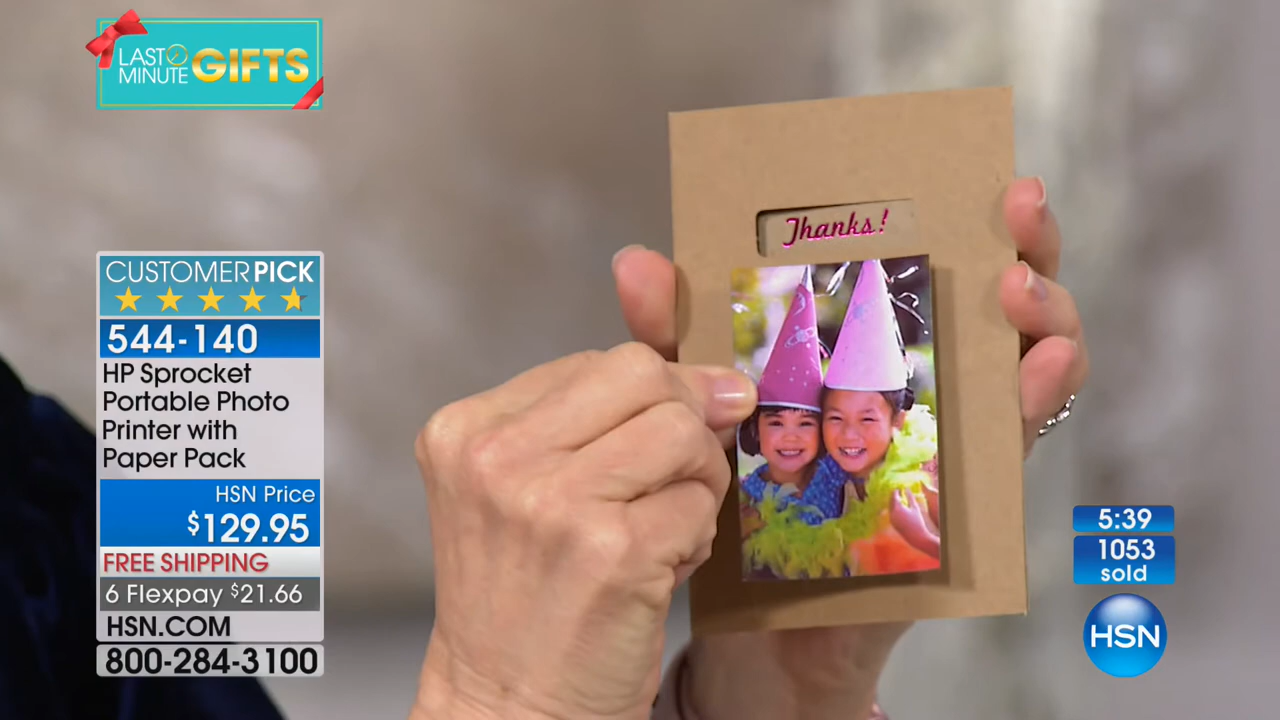 LAST
MINUTE GIFTS
Thanks!
CUSTOMER PICK
544-140
HP Sprocket
Portable Photo
Printer with
Paper Pack
HSN Price
$129.95
FREE SHIPPING
6 Flexpay $21.66
HSN.COM
800-284-3100
5:39
1053
sold
HSN